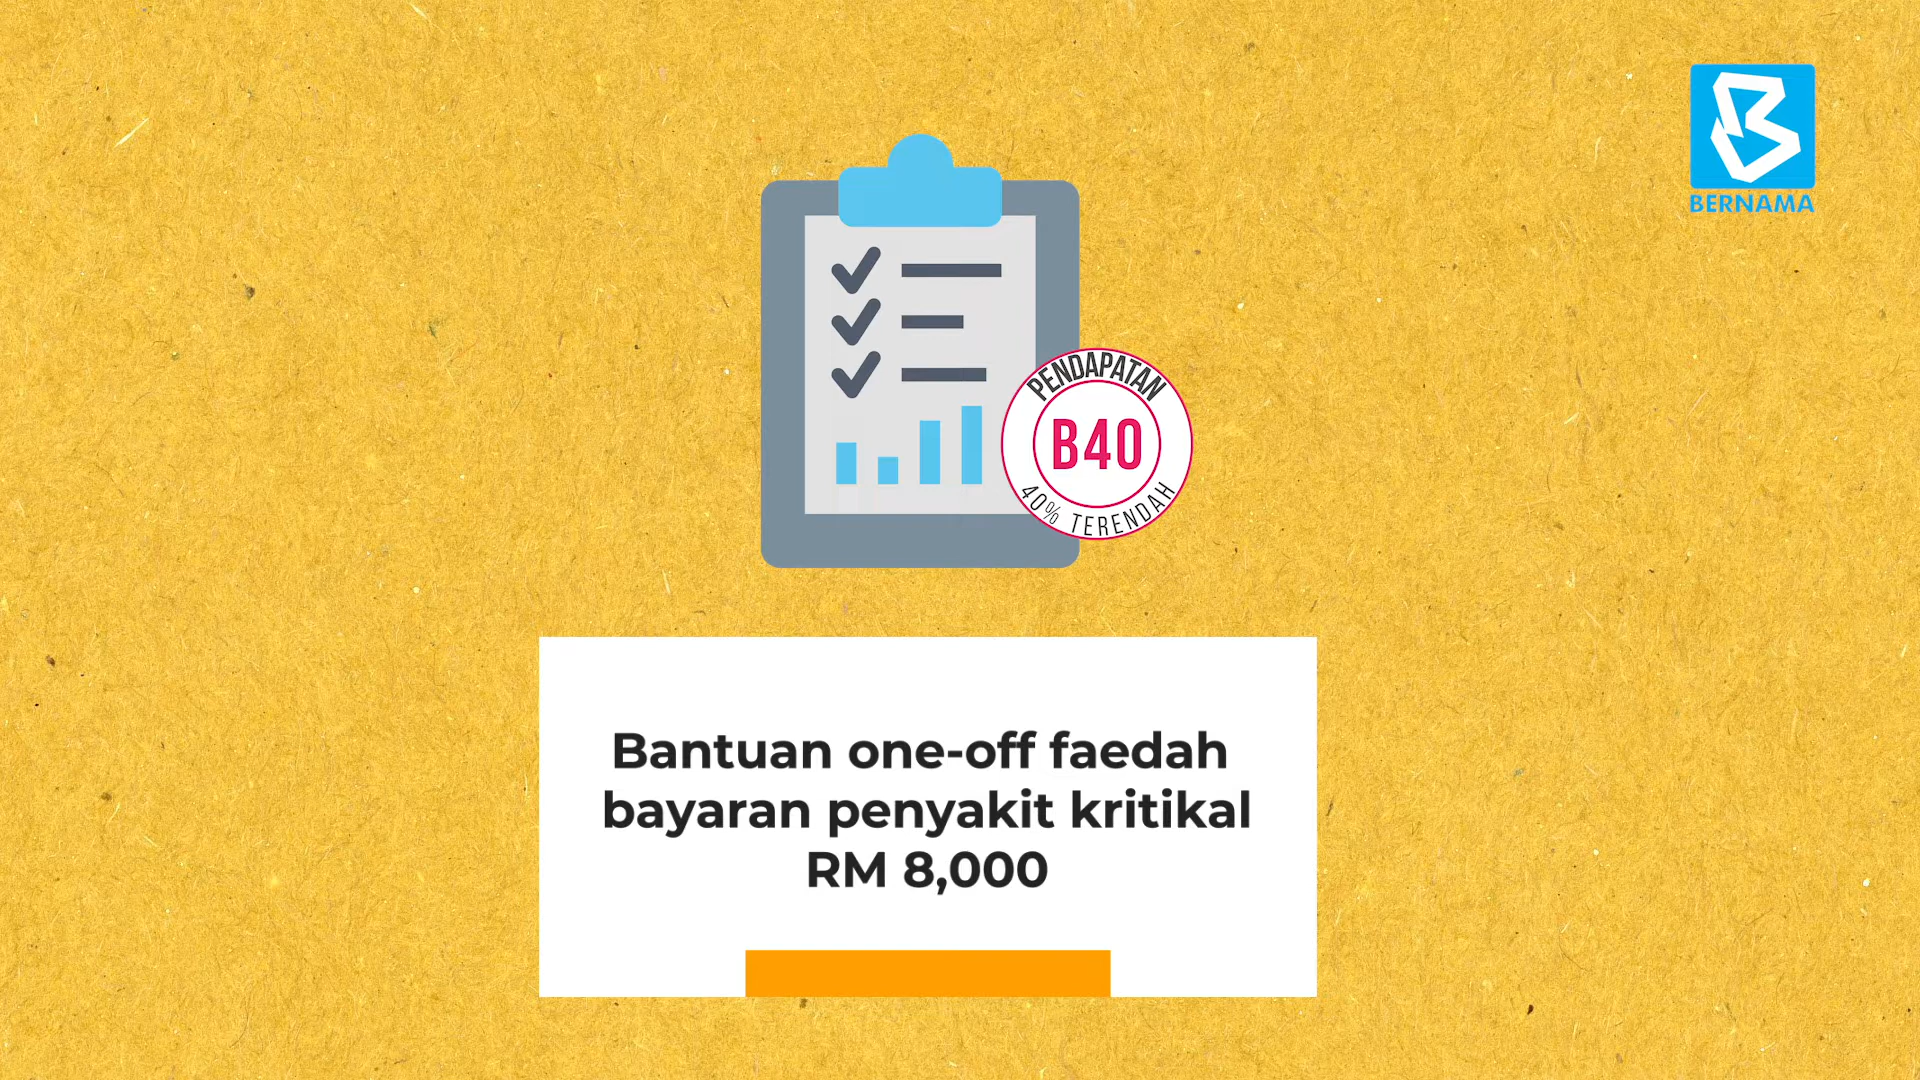 BERNAMA
PENDAPATAN
B40
40% TERENDAH
Bantuan one-off faedah
bayaran penyakit kritikal
RM 8,000